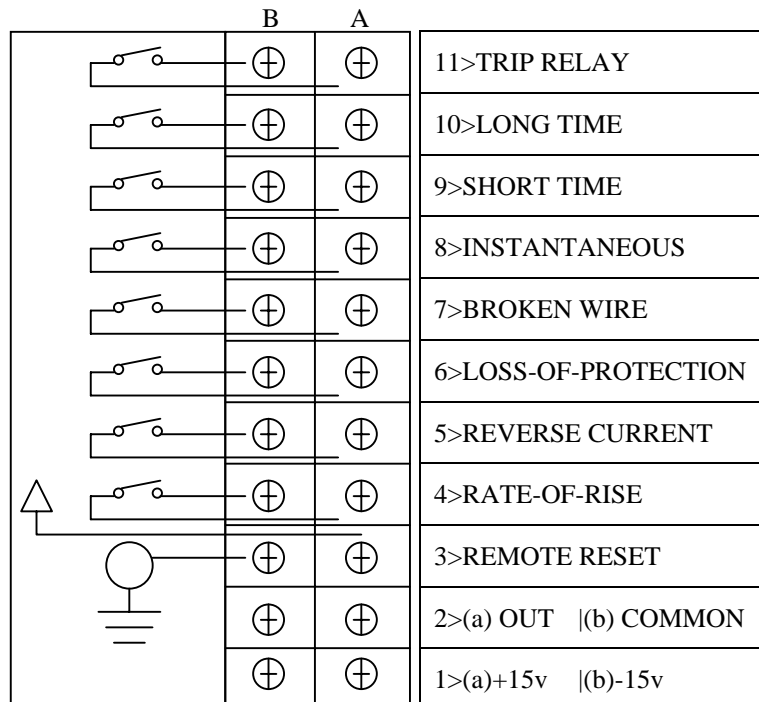 B A
11>TRIP RELAY
10>LONG TIME
9>SHORT TIME
8>INSTANTANEOUS
7>BROKEN WIRE
6>LOSS-OF-PROTECTION
5>REVERSE CURRENT
4>RATE-OF-RISE
3>REMOTE RESET
2>(a) OUT |(b) COMMON
1>(a)+15v |(b)-15v